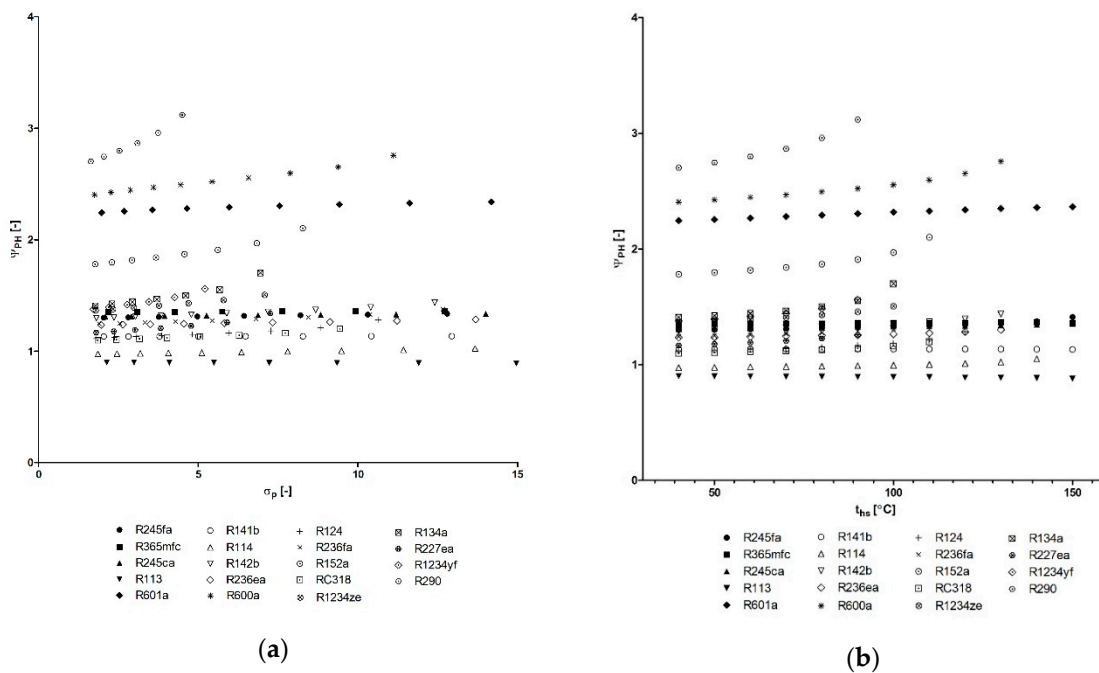 4
3
2
1
0
0
5
10
15
Ψ_PH [-]
σ_p [-]
R245fa
R365mfc
R245ca
R113
R601a
R141b
R114
R142b
R236ea
R600a
R124
R236fa
R152a
RC318
R1234ze
R134a
R227ea
R1234yf
R290
(a)
4
3
2
1
0
50
100
150
Ψ_PH [-]
t_hs [°C]
R245fa
R365mfc
R245ca
R113
R601a
R141b
R114
R142b
R236ea
R600a
R124
R236fa
R152a
RC318
R1234ze
R134a
R227ea
R1234yf
R290
(b)